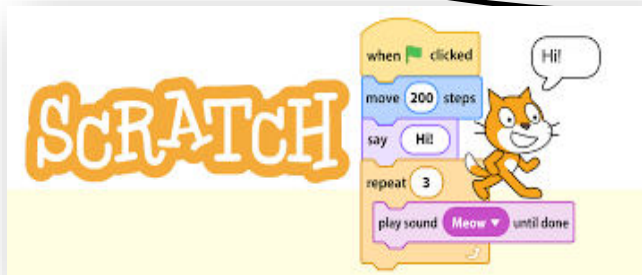 SCRATCH
when clicked
move 200 steps
say Hi!
repeat 3
play sound Meow until done
Hi!